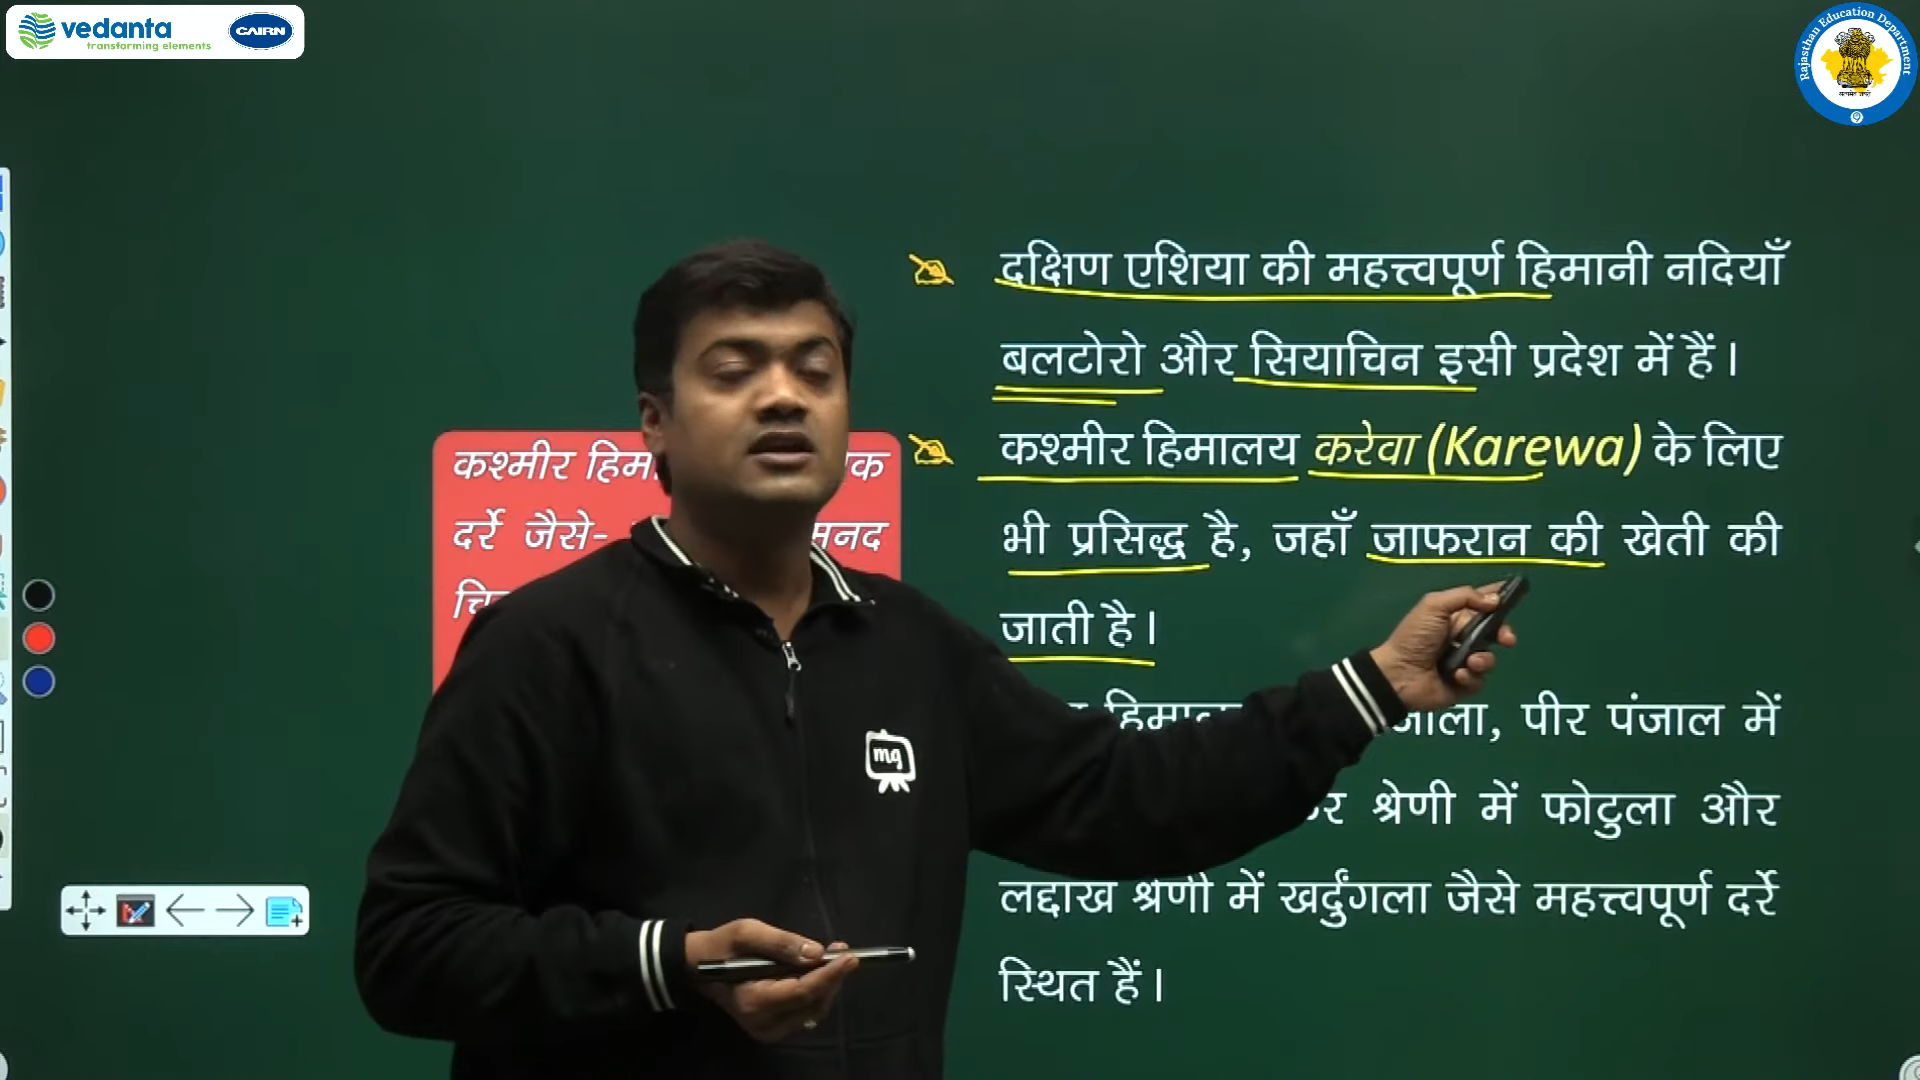 vedanta
transforming elements
CAIRN
Rajasthan Education Department
दक्षिण एशिया की महत्त्वपूर्ण हिमानी नदियाँ
बलटोरो और सियाचिन इसी प्रदेश में हैं।
कश्मीर हिमालय करेवा (Karewa) के लिए
भी प्रसिद्ध है, जहाँ जाफरान की खेती की
जाती है।
पीर पंजाल में
श्रेणी में फोटुला और
लद्दाख श्रेणी में खर्दुंगला जैसे महत्त्वपूर्ण दर्रे
स्थित हैं।
कश्मीर
दर्रे जैसे-
mg